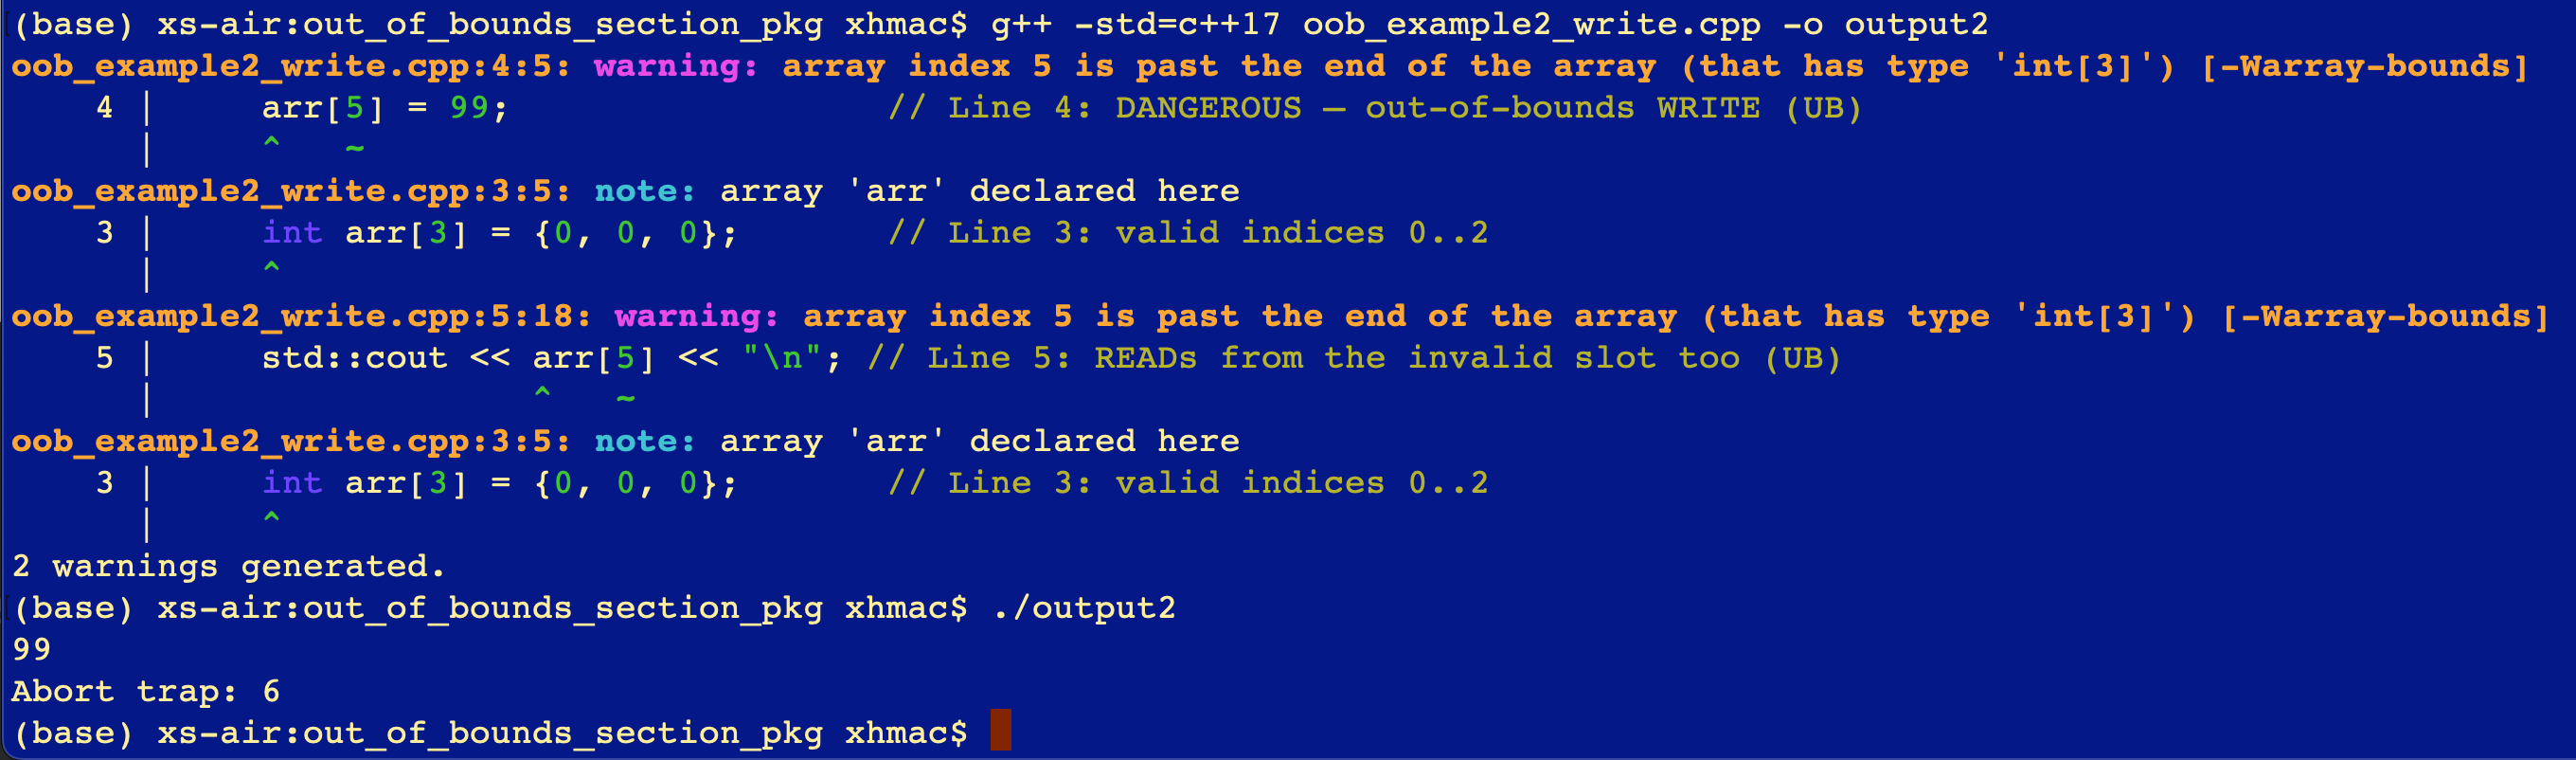 (base) xs-air:out_of_bounds_section_pkg xhmac$ g++ -std=c++17 oob_example2_write.cpp -o output2
oob_example2_write.cpp:4:5: warning: array index 5 is past the end of the array (that has type 'int[3]') [-Warray-bounds]
    4 |     arr[5] = 99;                  // Line 4: DANGEROUS — out-of-bounds WRITE (UB)
      |     ^   ~
oob_example2_write.cpp:3:5: note: array 'arr' declared here
    3 |     int arr[3] = {0, 0, 0};       // Line 3: valid indices 0..2
      |     ^
oob_example2_write.cpp:5:18: warning: array index 5 is past the end of the array (that has type 'int[3]') [-Warray-bounds]
    5 |     std::cout << arr[5] << "\n"; // Line 5: READs from the invalid slot too (UB)
      |                  ^   ~
oob_example2_write.cpp:3:5: note: array 'arr' declared here
    3 |     int arr[3] = {0, 0, 0};       // Line 3: valid indices 0..2
      |     ^
2 warnings generated.
(base) xs-air:out_of_bounds_section_pkg xhmac$ ./output2
99
Abort trap: 6
(base) xs-air:out_of_bounds_section_pkg xhmac$